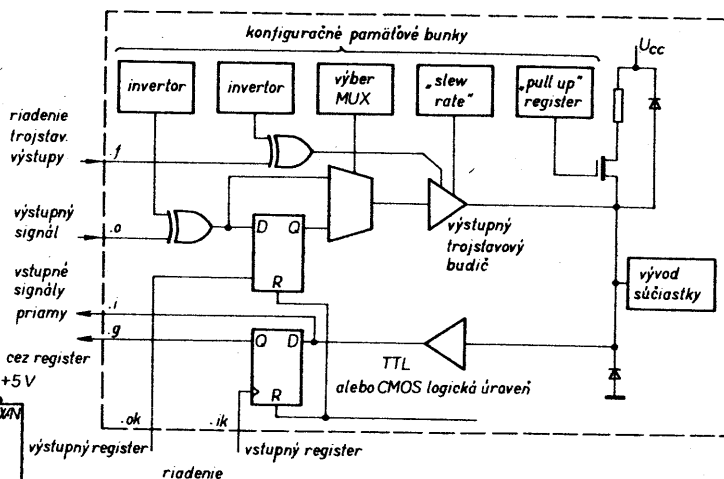 konfiguračné pamäťové bunky
Ucc
invertor
invertor
výber
MUX
„slew
rate"
„pull up"
register
riadenie
trojstav.
výstupy
.f
výstupný
signál
.o
D
Q
R
výstupný
trojstavový
budič
vstupné
signály
priamy
.i
.g
cez register
Q
D
R
TTL
alebo CMOS logická úraveň
vývod
súčiastky
+5 V
.ok
.ik
výstupný register
vstupný register
riadenie